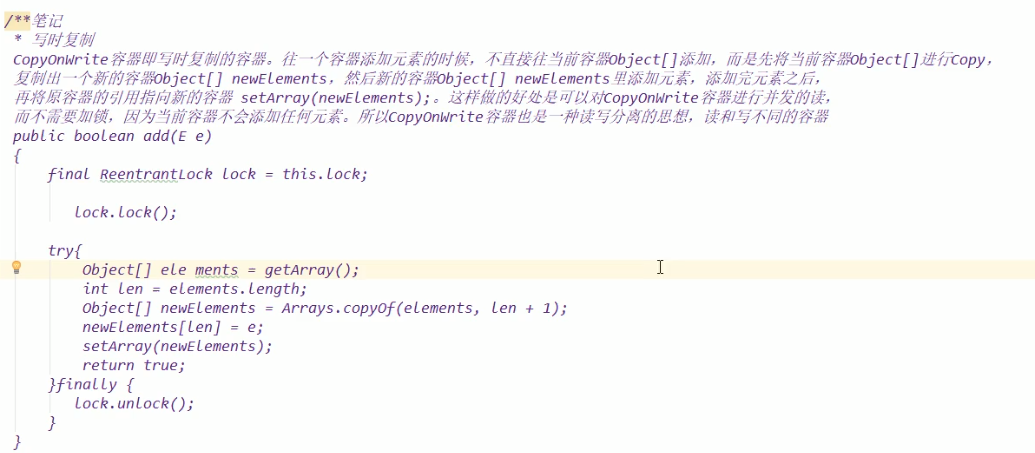 /**笔记
* 写时复制
CopyOnWrite容器即写时复制的容器。往一个容器添加元素的时候，不直接往当前容器Object[]添加，而是先将当前容器Object[]进行Copy，
复制出一个新的容器Object[] newElements，然后新的容器Object[] newElements里添加元素，添加完元素之后，
再将原容器的引用指向新的容器 setArray(newElements);。这样做的好处是可以对CopyOnWrite容器进行并发的读，
而不需要加锁，因为当前容器不会添加任何元素。所以CopyOnWrite容器也是一种读写分离的思想，读和写不同的容器
public boolean add(E e)
{
final ReentrantLock lock = this.lock;
lock.lock();
try{
Object[] ele ments = getArray();
int len = elements.length;
Object[] newElements = Arrays.copyOf(elements, len + 1);
newElements[len] = e;
setArray(newElements);
return true;
}finally {
lock.unlock();
}
}